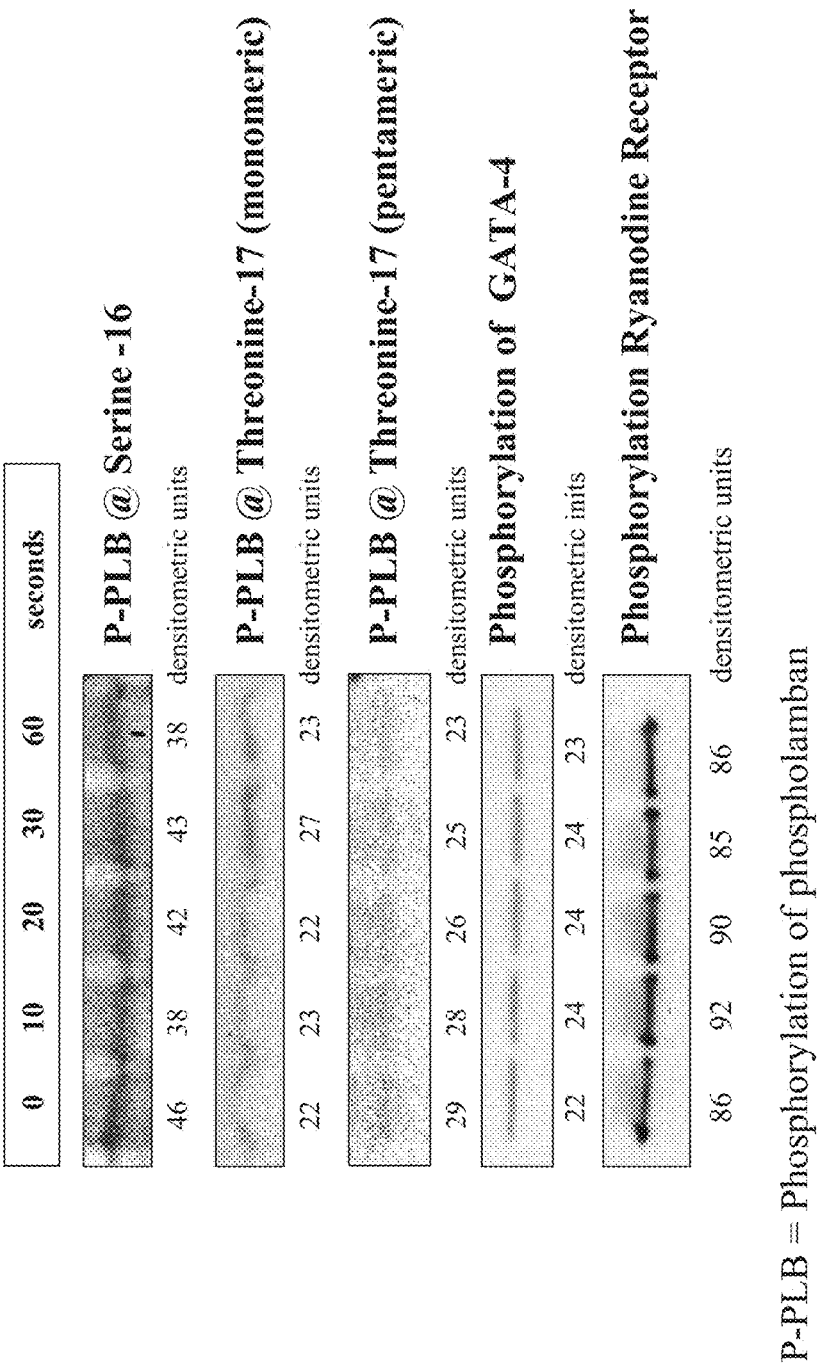 0 10 20 30 60 seconds
P-PLB @ Serine -16
46 38 42 43 38 densitometric units
P-PLB @ Threonine-17 (monomeric)
22 23 22 27 23 densitometric units
P-PLB @ Threonine-17 (pentameric)
29 28 26 25 23 densitometric units
Phosphorylation of GATA-4
22 24 24 24 23 densitometric inits
Phosphorylation Ryanodine Receptor
86 92 90 85 86 densitometric units
P-PLB = Phosphorylation of phospholamban